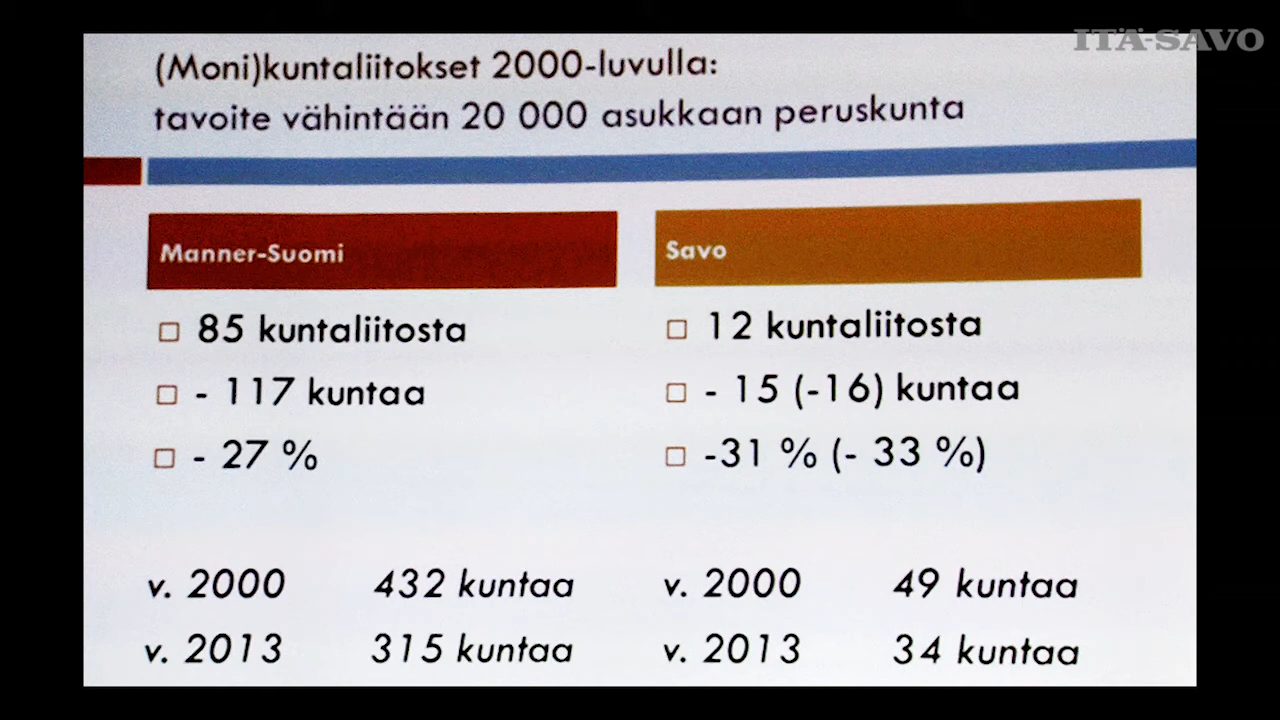 ITÄ-SAVO
(Moni)kuntaliitokset 2000-luvulla:
tavoite vähintään 20 000 asukkaan peruskunta
Manner-Suomi
85 kuntaliitosta
- 117 kuntaa
- 27 %
v. 2000 432 kuntaa
v. 2013 315 kuntaa
Savo
12 kuntaliitosta
- 15 (-16) kuntaa
-31 % (- 33 %)
v. 2000 49 kuntaa
v. 2013 34 kuntaa